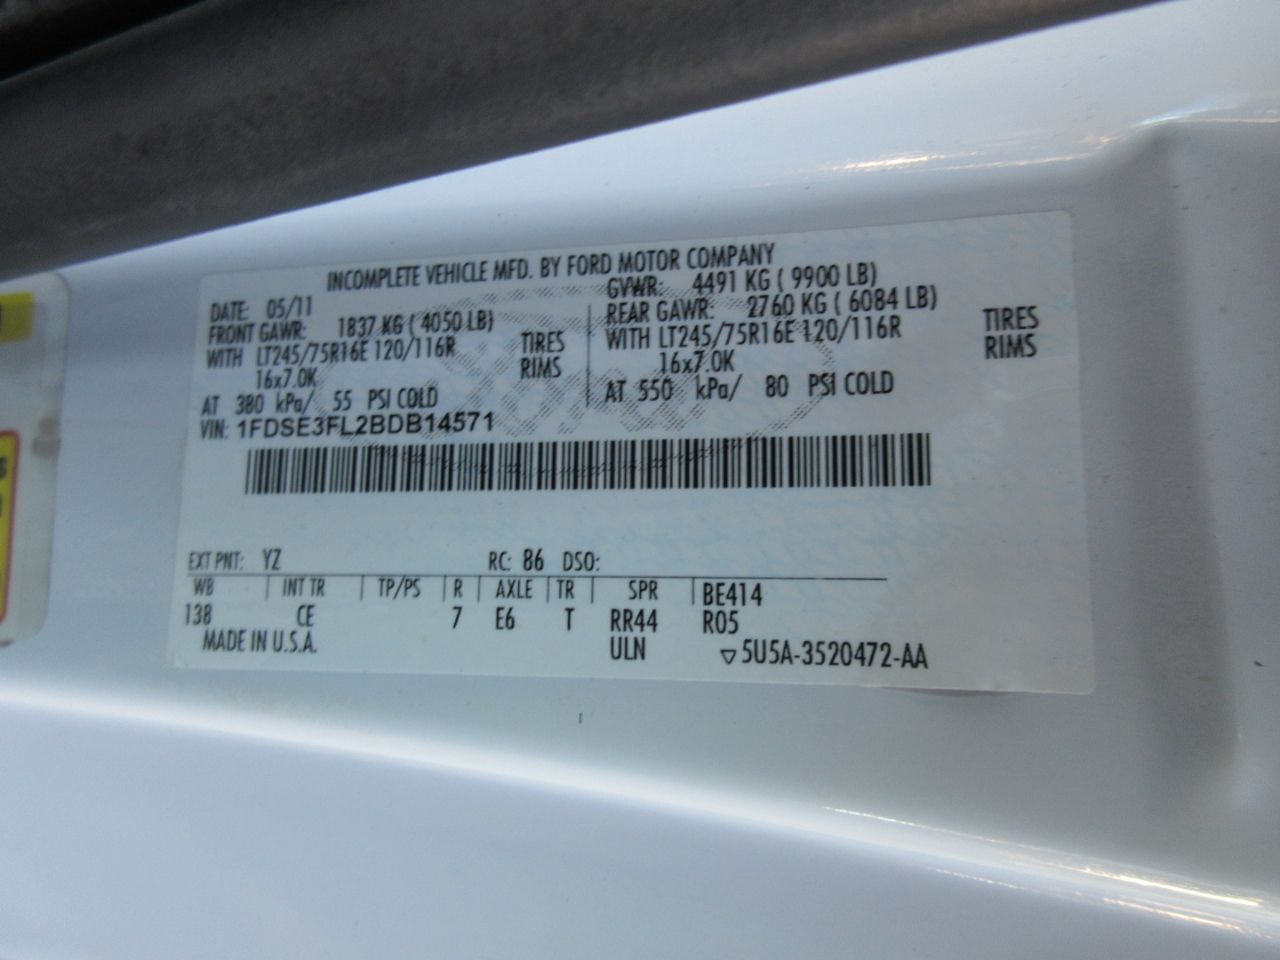 INCOMPLETE VEHICLE MFD. BY FORD MOTOR COMPANY
DATE: 05/11 GVWR: 4491 KG ( 9900 LB)
FRONT GAWR: 1837 KG ( 4050 LB) REAR GAWR: 2760 KG ( 6084 LB)
WITH LT245/75R16E 120/116R TIRES WITH LT245/75R16E 120/116R TIRES
16x7.0K RIMS 16x7.0K RIMS
AT 380 kPa/ 55 PSI COLD AT 550 kPa/ 80 PSI COLD
VIN: 1FDSE3FL2BDB14571
EXT PNT: YZ RC: 86 DSO:
WB INT TR TP/PS R AXLE TR SPR BE414
138 CE 7 E6 T RR44 R05
MADE IN U.S.A. ULN ▽5U5A-3520472-AA